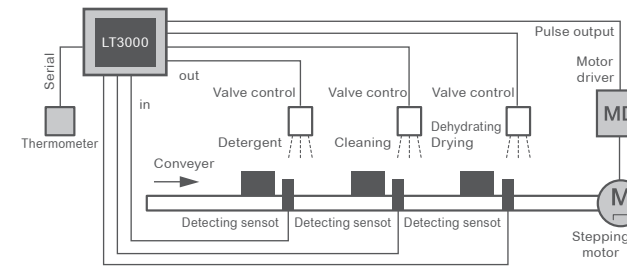 LT3000
Pulse output
Serial
out
Motor
driver
in
Valve control
Valve control
Valve control
Thermometer
Detergent
Cleaning
Dehydrating
Drying
Conveyer
Detecting sensot
Detecting sensot
Detecting sensot
M
Stepping
motor